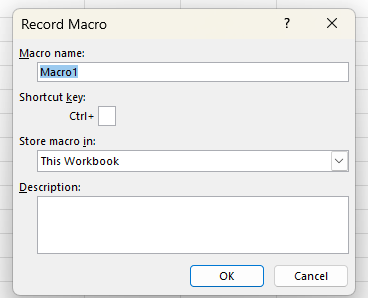 Record Macro ?
Macro name:
Macro1
Shortcut key:
Ctrl+
Store macro in:
This Workbook
Description:
OK Cancel